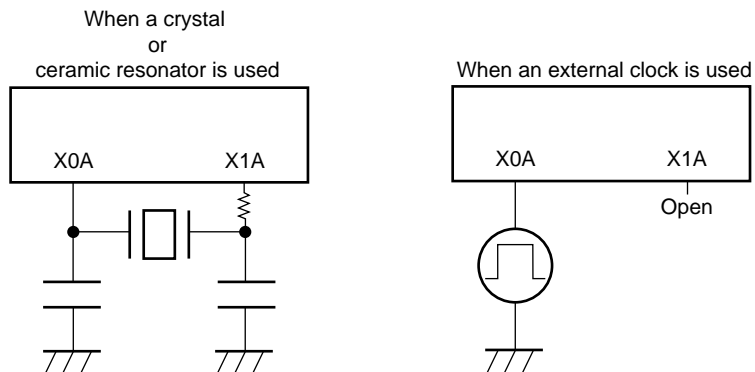 When a crystal
or
ceramic resonator is used
X0A
X1A
When an external clock is used
X0A
X1A
Open